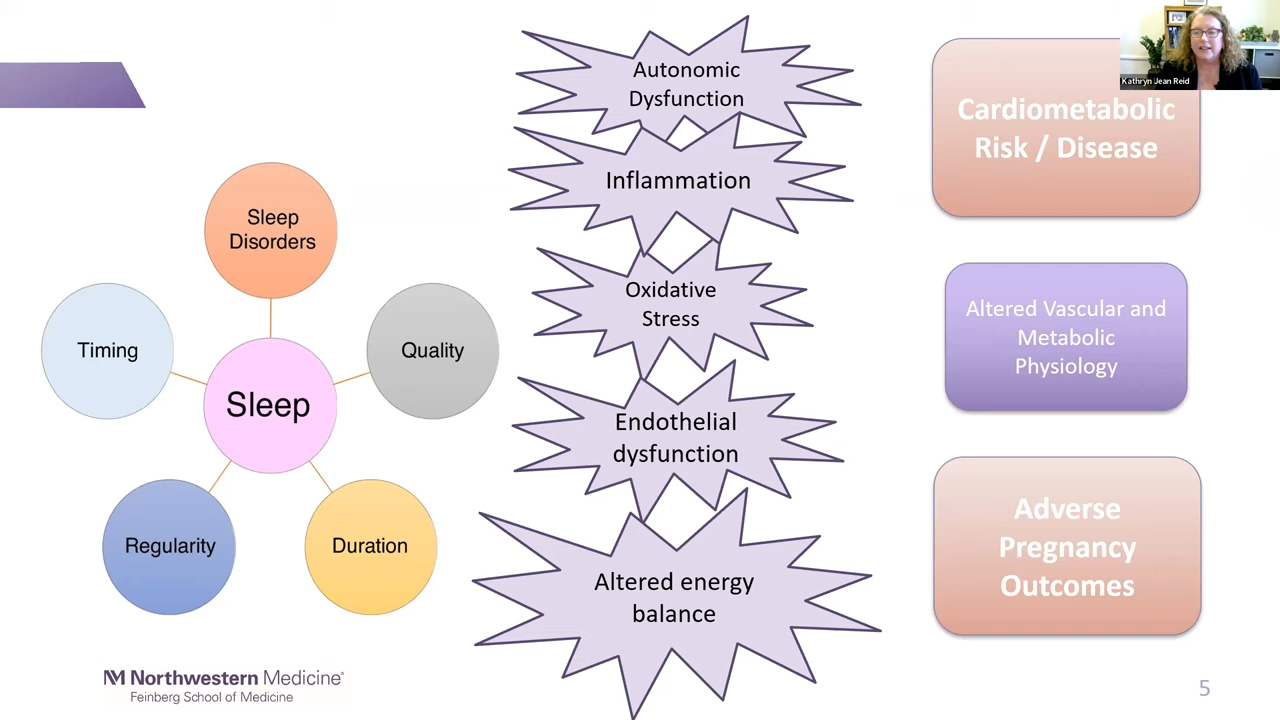 Sleep
Disorders
Timing
Quality
Sleep
Regularity
Duration
Autonomic
Dysfunction
Inflammation
Oxidative
Stress
Endothelial
dysfunction
Altered energy
balance
Kathryn Jean Reid
Cardiometabolic
Risk / Disease
Altered Vascular and
Metabolic
Physiology
Adverse
Pregnancy
Outcomes
NM Northwestern Medicine®
Feinberg School of Medicine
5